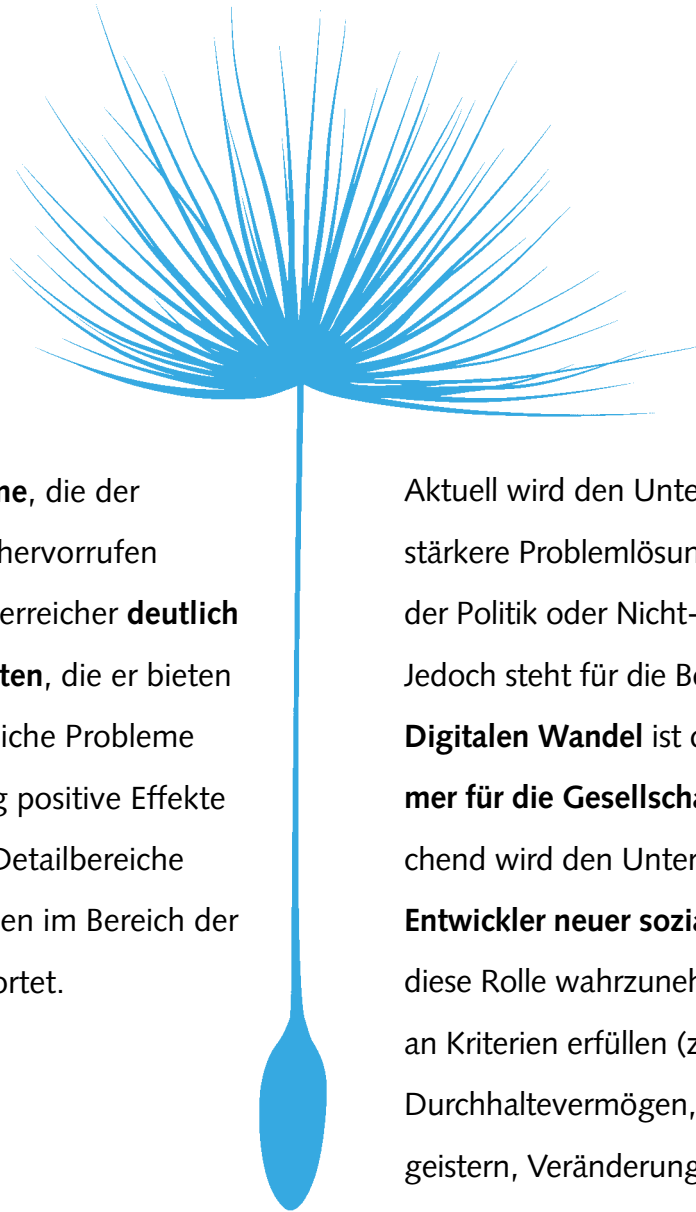 ne, die der
hervorrufen
erreicher deutlich
ten, die er bieten
iche Probleme
g positive Effekte
Detailbereiche
en im Bereich der
ortet.
Aktuell wird den Unte
stärkere Problemlösun
der Politik oder Nicht-
Jedoch steht für die Be
Digitalen Wandel ist d
mer für die Gesellscha
chend wird den Unter
Entwickler neuer sozia
diese Rolle wahrzuneh
an Kriterien erfüllen (z
Durchhaltevermögen,
geistern, Veränderung